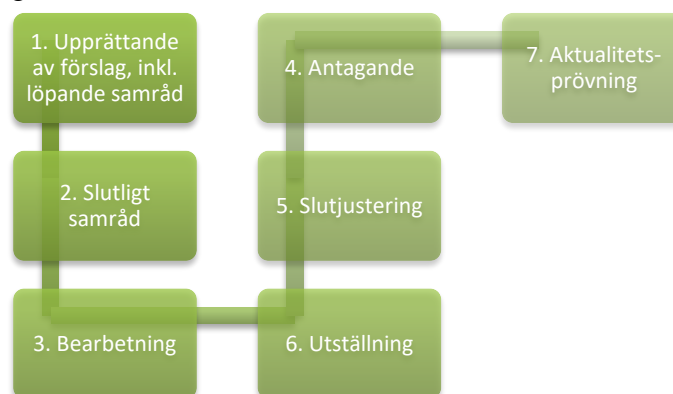 1. Upprättande
av förslag, inkl.
löpande samråd
2. Slutligt
samråd
3. Bearbetning
4. Antagande
5. Slutjustering
6. Utställning
7. Aktualitets-
prövning